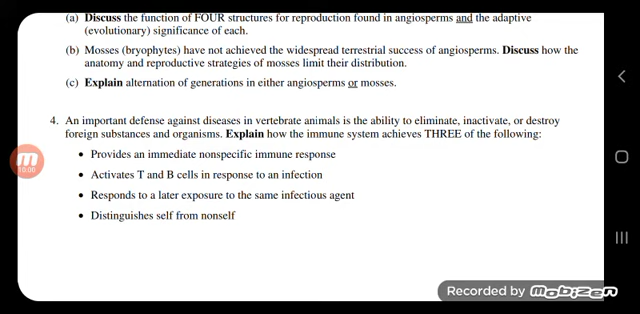 (a) Discuss the function of FOUR structures for reproduction found in angiosperms and the adaptive
(evolutionary) significance of each.
(b) Mosses (bryophytes) have not achieved the widespread terrestrial success of angiosperms. Discuss how the
anatomy and reproductive strategies of mosses limit their distribution.
(c) Explain alternation of generations in either angiosperms or mosses.
4. An important defense against diseases in vertebrate animals is the ability to eliminate, inactivate, or destroy
foreign substances and organisms. Explain how the immune system achieves THREE of the following:
• Provides an immediate nonspecific immune response
• Activates T and B cells in response to an infection
• Responds to a later exposure to the same infectious agent
• Distinguishes self from nonself
m
10:00
Recorded by mobizen